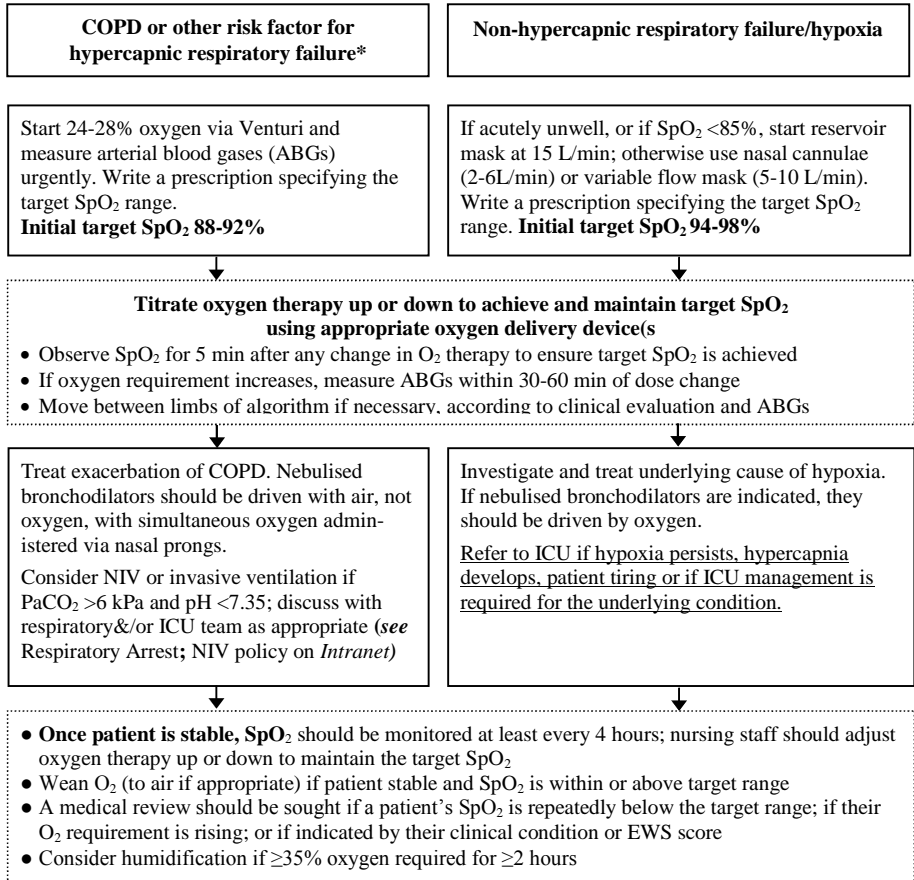 COPD or other risk factor for
hypercapnic respiratory failure*
Non-hypercapnic respiratory failure/hypoxia
Start 24-28% oxygen via Venturi and
measure arterial blood gases (ABGs)
urgently. Write a prescription specifying the
target SpO₂ range.
Initial target SpO₂ 88-92%
If acutely unwell, or if SpO₂ <85%, start reservoir
mask at 15 L/min; otherwise use nasal cannulae
(2-6L/min) or variable flow mask (5-10 L/min).
Write a prescription specifying the target SpO₂
range. Initial target SpO₂ 94-98%
Titrate oxygen therapy up or down to achieve and maintain target SpO₂
using appropriate oxygen delivery device(s
• Observe SpO₂ for 5 min after any change in O₂ therapy to ensure target SpO₂ is achieved
• If oxygen requirement increases, measure ABGs within 30-60 min of dose change
• Move between limbs of algorithm if necessary, according to clinical evaluation and ABGs
Treat exacerbation of COPD. Nebulised
bronchodilators should be driven with air, not
oxygen, with simultaneous oxygen admin-
istered via nasal prongs.
Consider NIV or invasive ventilation if
PaCO₂ >6 kPa and pH <7.35; discuss with
respiratory&/or ICU team as appropriate (see
Respiratory Arrest; NIV policy on Intranet)
Investigate and treat underlying cause of hypoxia.
If nebulised bronchodilators are indicated, they
should be driven by oxygen.
Refer to ICU if hypoxia persists, hypercapnia
develops, patient tiring or if ICU management is
required for the underlying condition.
● Once patient is stable, SpO₂ should be monitored at least every 4 hours; nursing staff should adjust
oxygen therapy up or down to maintain the target SpO₂
● Wean O₂ (to air if appropriate) if patient stable and SpO₂ is within or above target range
● A medical review should be sought if a patient's SpO₂ is repeatedly below the target range; if their
O₂ requirement is rising; or if indicated by their clinical condition or EWS score
● Consider humidification if ≥35% oxygen required for ≥2 hours